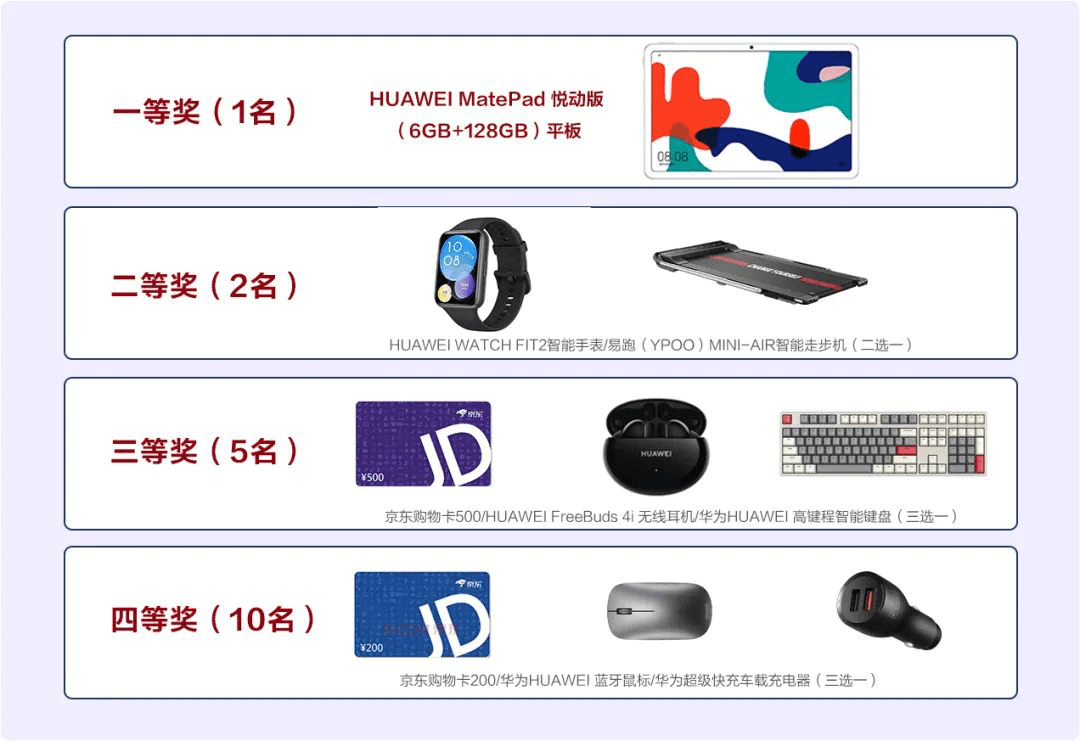 一等奖（1名）
HUAWEI MatePad 悦动版
（6GB+128GB）平板
08:08
二等奖（2名）
10
08
CHANGE YOURSELF
HUAWEI WATCH FIT2智能手表/易跑（YPOO）MINI-AIR智能走步机（二选一）
三等奖（5名）
京东
JD
¥500
HUAWEI
京东购物卡500/HUAWEI FreeBuds 4i 无线耳机/华为HUAWEI 高键程智能键盘（三选一）
四等奖（10名）
京东
JD
¥200
京东购物卡200/华为HUAWEI 蓝牙鼠标/华为超级快充车载充电器（三选一）